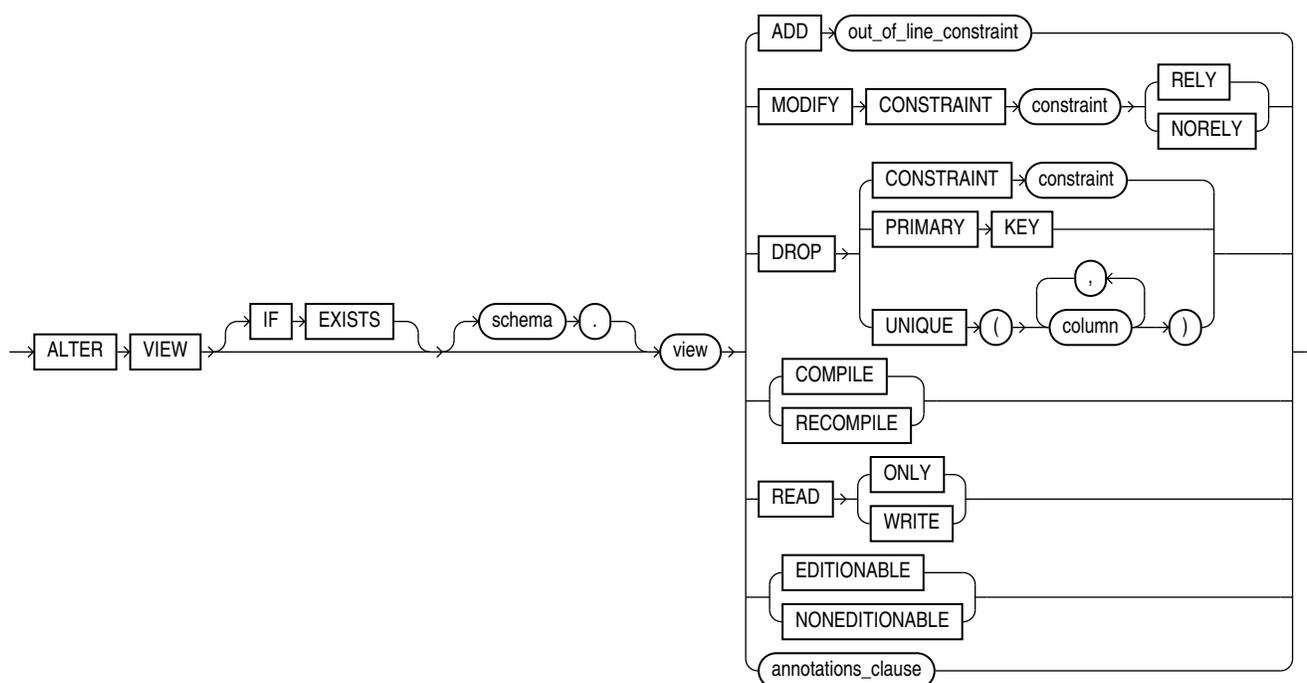 ADD out_of_line_constraint
MODIFY CONSTRAINT constraint RELY
NORELY
DROP CONSTRAINT constraint
PRIMARY KEY
,
UNIQUE ( column )
ALTER VIEW IF EXISTS schema . view
COMPILE
RECOMPILE
READ ONLY
WRITE
EDITIONABLE
NONEDITIONABLE
annotations_clause